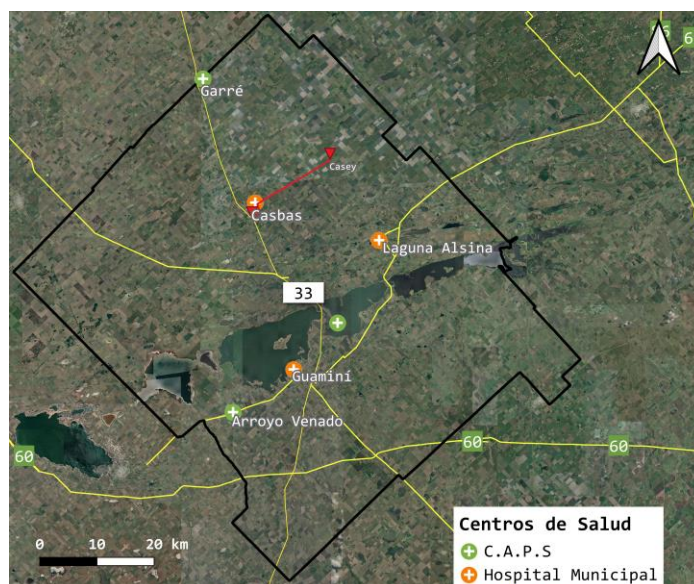 6
6
Garré
Casey
Casbas
Laguna Alsina
33
Guaminí
Arroyo Venado
60
60
60
0 10 20 km
Centros de Salud
C.A.P.S
Hospital Municipal